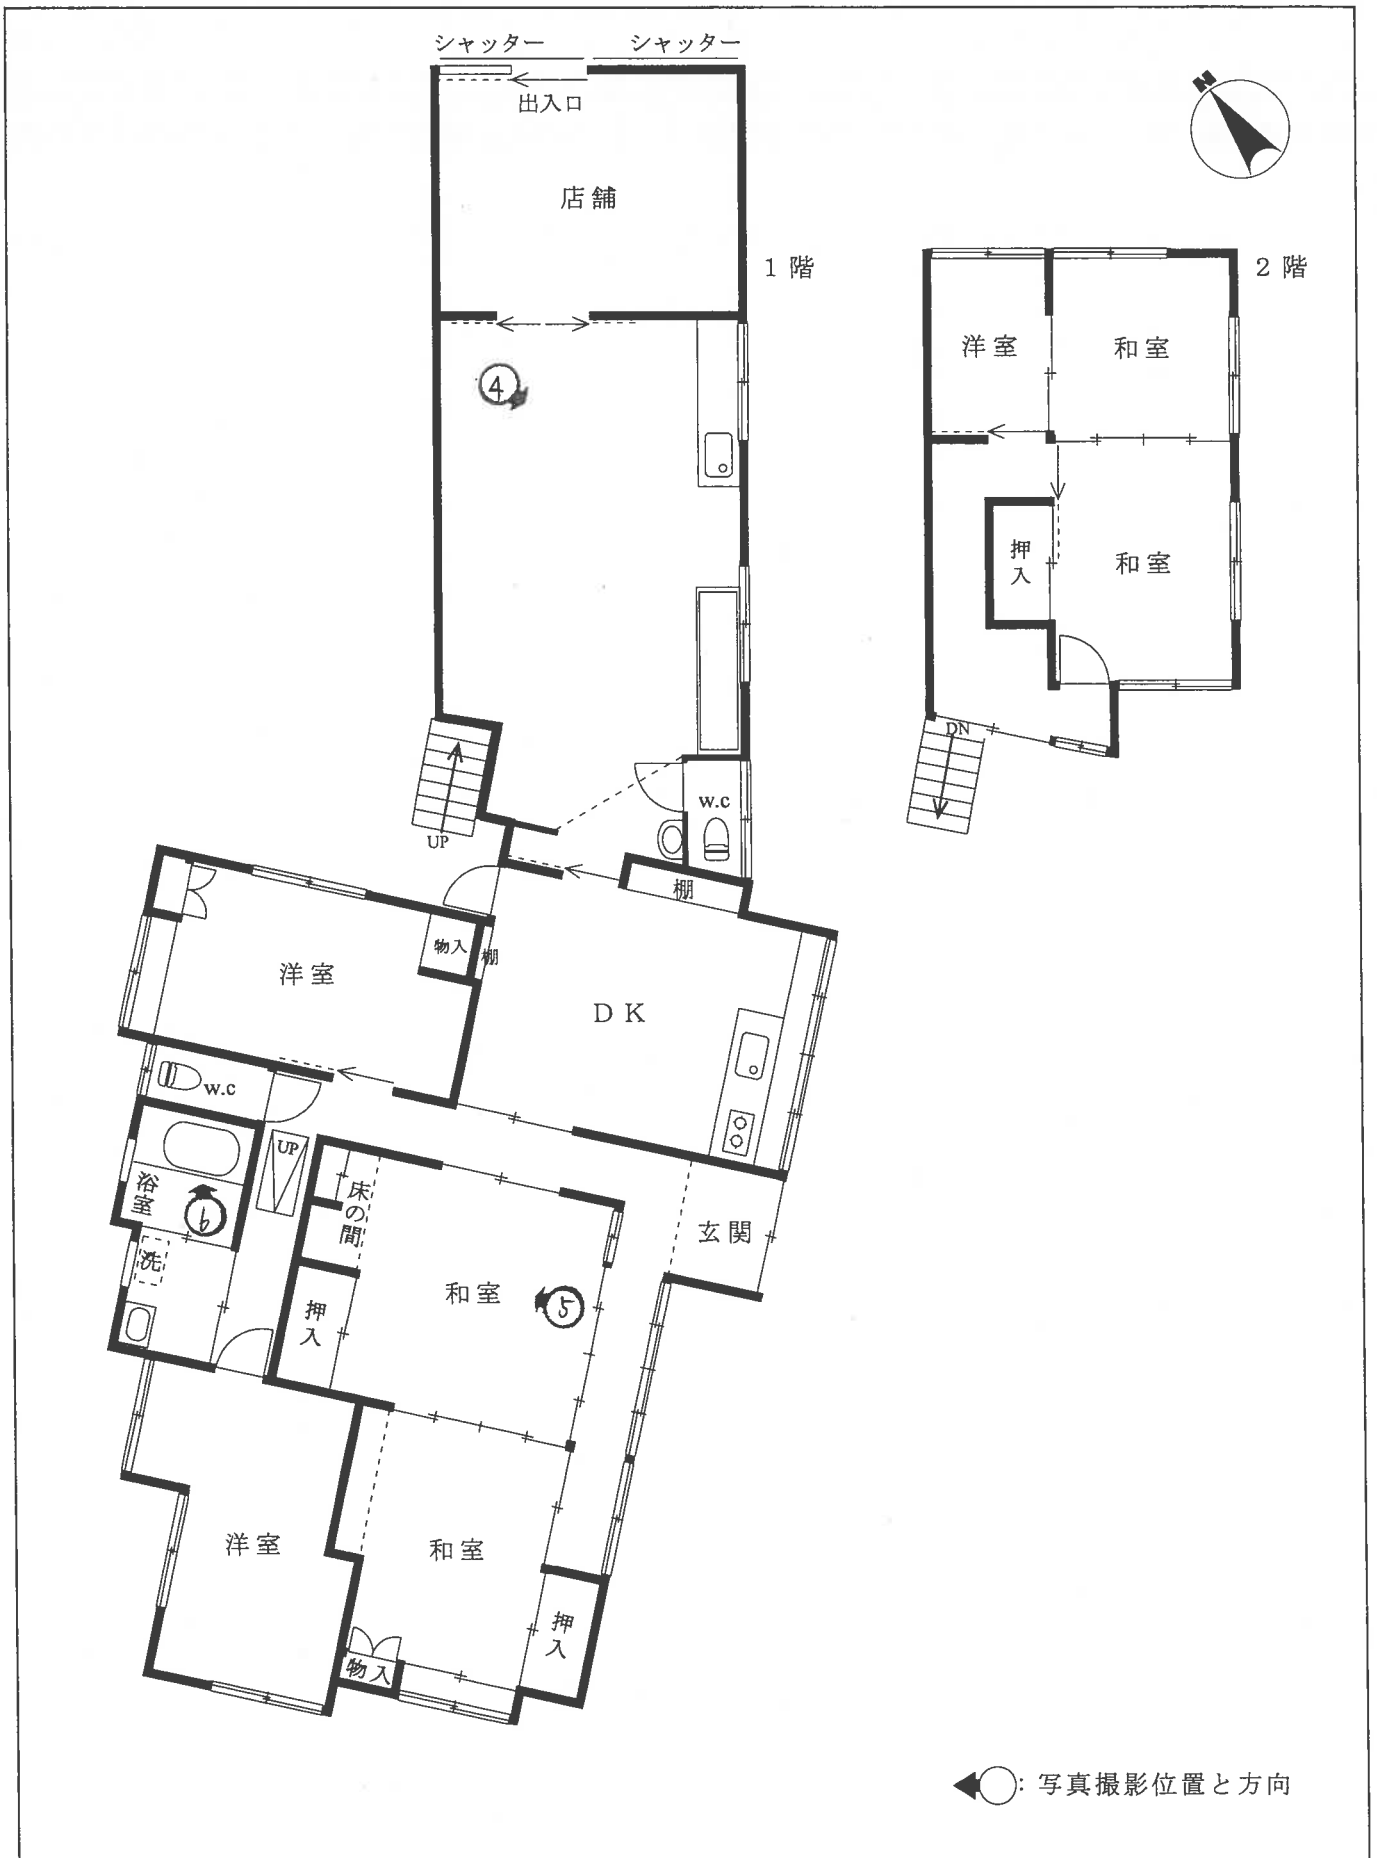 シャッター
シャッター
出入口
N
店舗
1階
2階
洋室
和室
4
押入
和室
DN
w.c
UP
棚
物入
棚
洋室
DK
w.c
UP
浴室
6
床の間
玄関
洗
和室
5
押入
洋室
和室
押入
物入
:写真撮影位置と方向